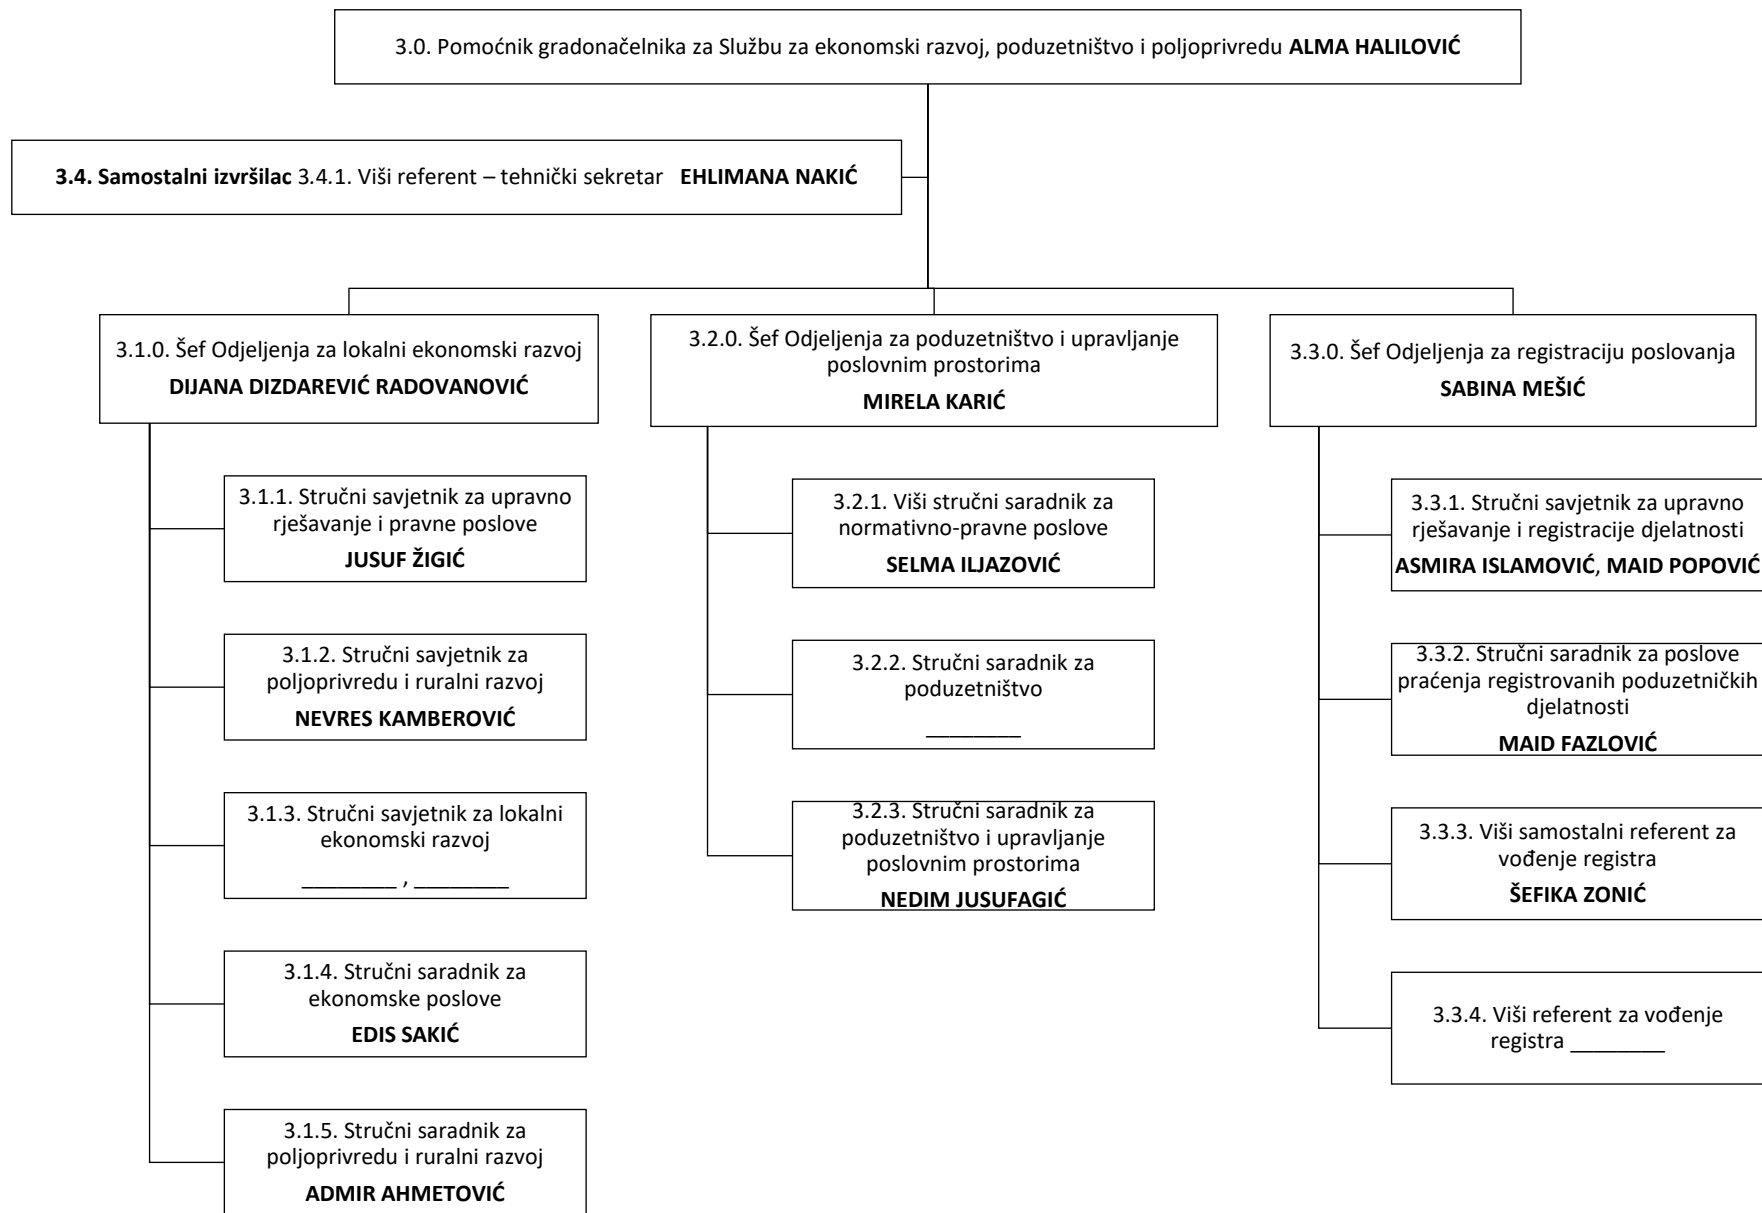 3.0. Pomoćnik gradonačelnika za Službu za ekonomski razvoj, poduzetništvo i poljoprivredu ALMA HALILOVIĆ
3.4. Samostalni izvršilac 3.4.1. Viši referent – tehnički sekretar EHLIMANA NAKIĆ
3.1.0. Šef Odjeljenja za lokalni ekonomski razvoj
DIJANA DIZDAREVIĆ RADOVANOVIĆ
3.1.1. Stručni savjetnik za upravno
rješavanje i pravne poslove
JUSUF ŽIGIĆ
3.1.2. Stručni savjetnik za
poljoprivredu i ruralni razvoj
NEVRES KAMBEROVIĆ
3.1.3. Stručni savjetnik za lokalni
ekonomski razvoj
________ , ________
3.1.4. Stručni saradnik za
ekonomske poslove
EDIS SAKIĆ
3.1.5. Stručni saradnik za
poljoprivredu i ruralni razvoj
ADMIR AHMETOVIĆ
3.2.0. Šef Odjeljenja za poduzetništvo i upravljanje
poslovnim prostorima
MIRELA KARIĆ
3.2.1. Viši stručni saradnik za
normativno-pravne poslove
SELMA ILJAZOVIĆ
3.2.2. Stručni saradnik za
poduzetništvo
________
3.2.3. Stručni saradnik za
poduzetništvo i upravljanje
poslovnim prostorima
NEDIM JUSUFAGIĆ
3.3.0. Šef Odjeljenja za registraciju poslovanja
SABINA MEŠIĆ
3.3.1. Stručni savjetnik za upravno
rješavanje i registracije djelatnosti
ASMIRA ISLAMOVIĆ, MAID POPOVIĆ
3.3.2. Stručni saradnik za poslove
praćenja registrovanih poduzetničkih
djelatnosti
MAID FAZLOVIĆ
3.3.3. Viši samostalni referent za
vođenje registra
ŠEFIKA ZONIĆ
3.3.4. Viši referent za vođenje
registra ________